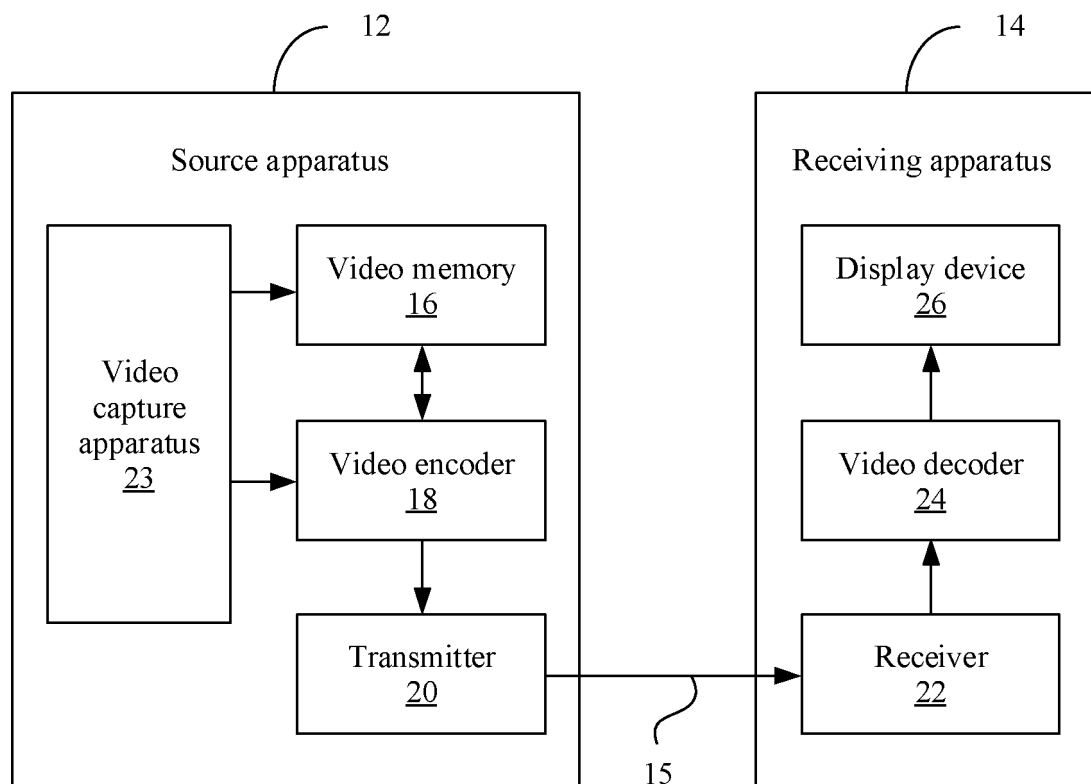 12
14
Source apparatus
Receiving apparatus
Video
capture
apparatus
23
Video memory
16
Video encoder
18
Transmitter
20
Display device
26
Video decoder
24
Receiver
22
15